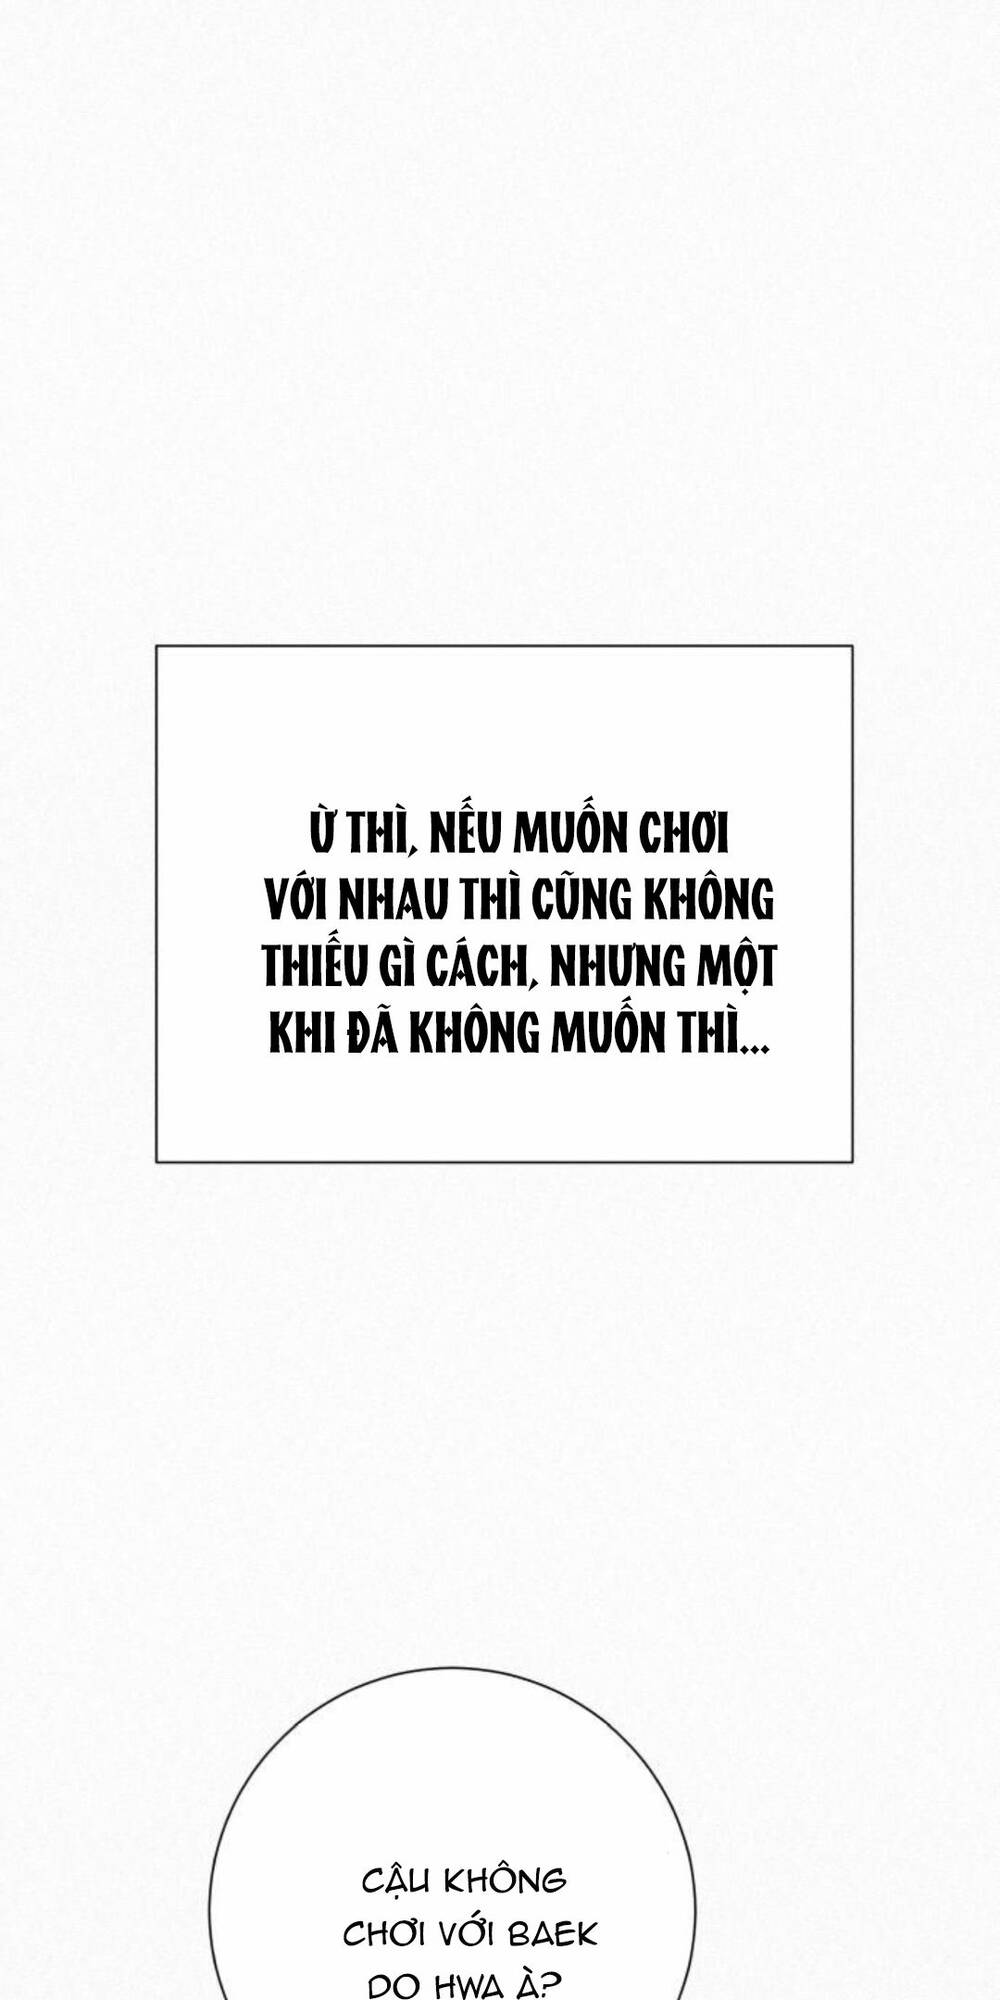 Ừ THÌ, NẾU MUỐN CHƠI
VỚI NHAU THÌ CŨNG KHÔNG
THIẾU GÌ CÁCH, NHƯNG MỘT
KHI ĐÃ KHÔNG MUỐN THÌ...
CẬU KHÔNG
CHƠI VỚI BAEK
DO HWA À?